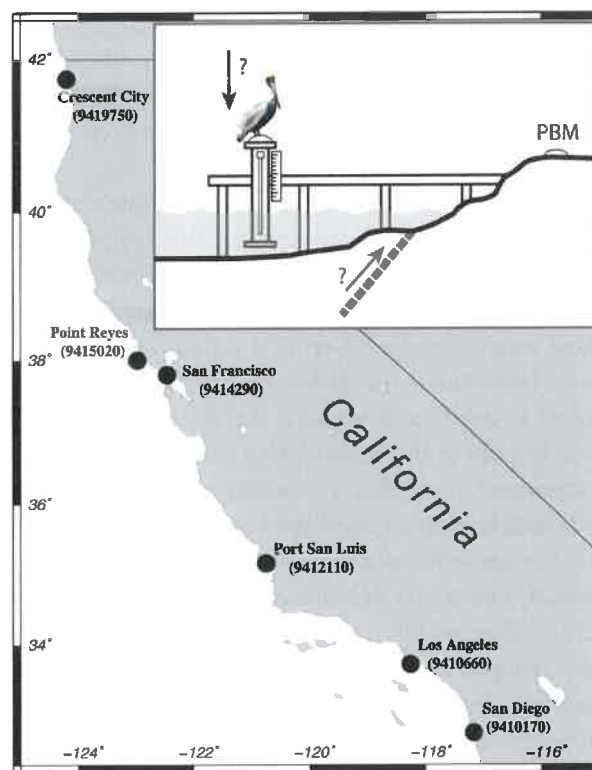 42°
?
Crescent City
(9419750)
PBM
40°
?
Point Reyes
(9415020)
38°
San Francisco
(9414290)
California
36°
Port San Luis
(9412110)
34°
Los Angeles
(9410660)
San Diego
(9410170)
-124° -122° -120° -118° -116°